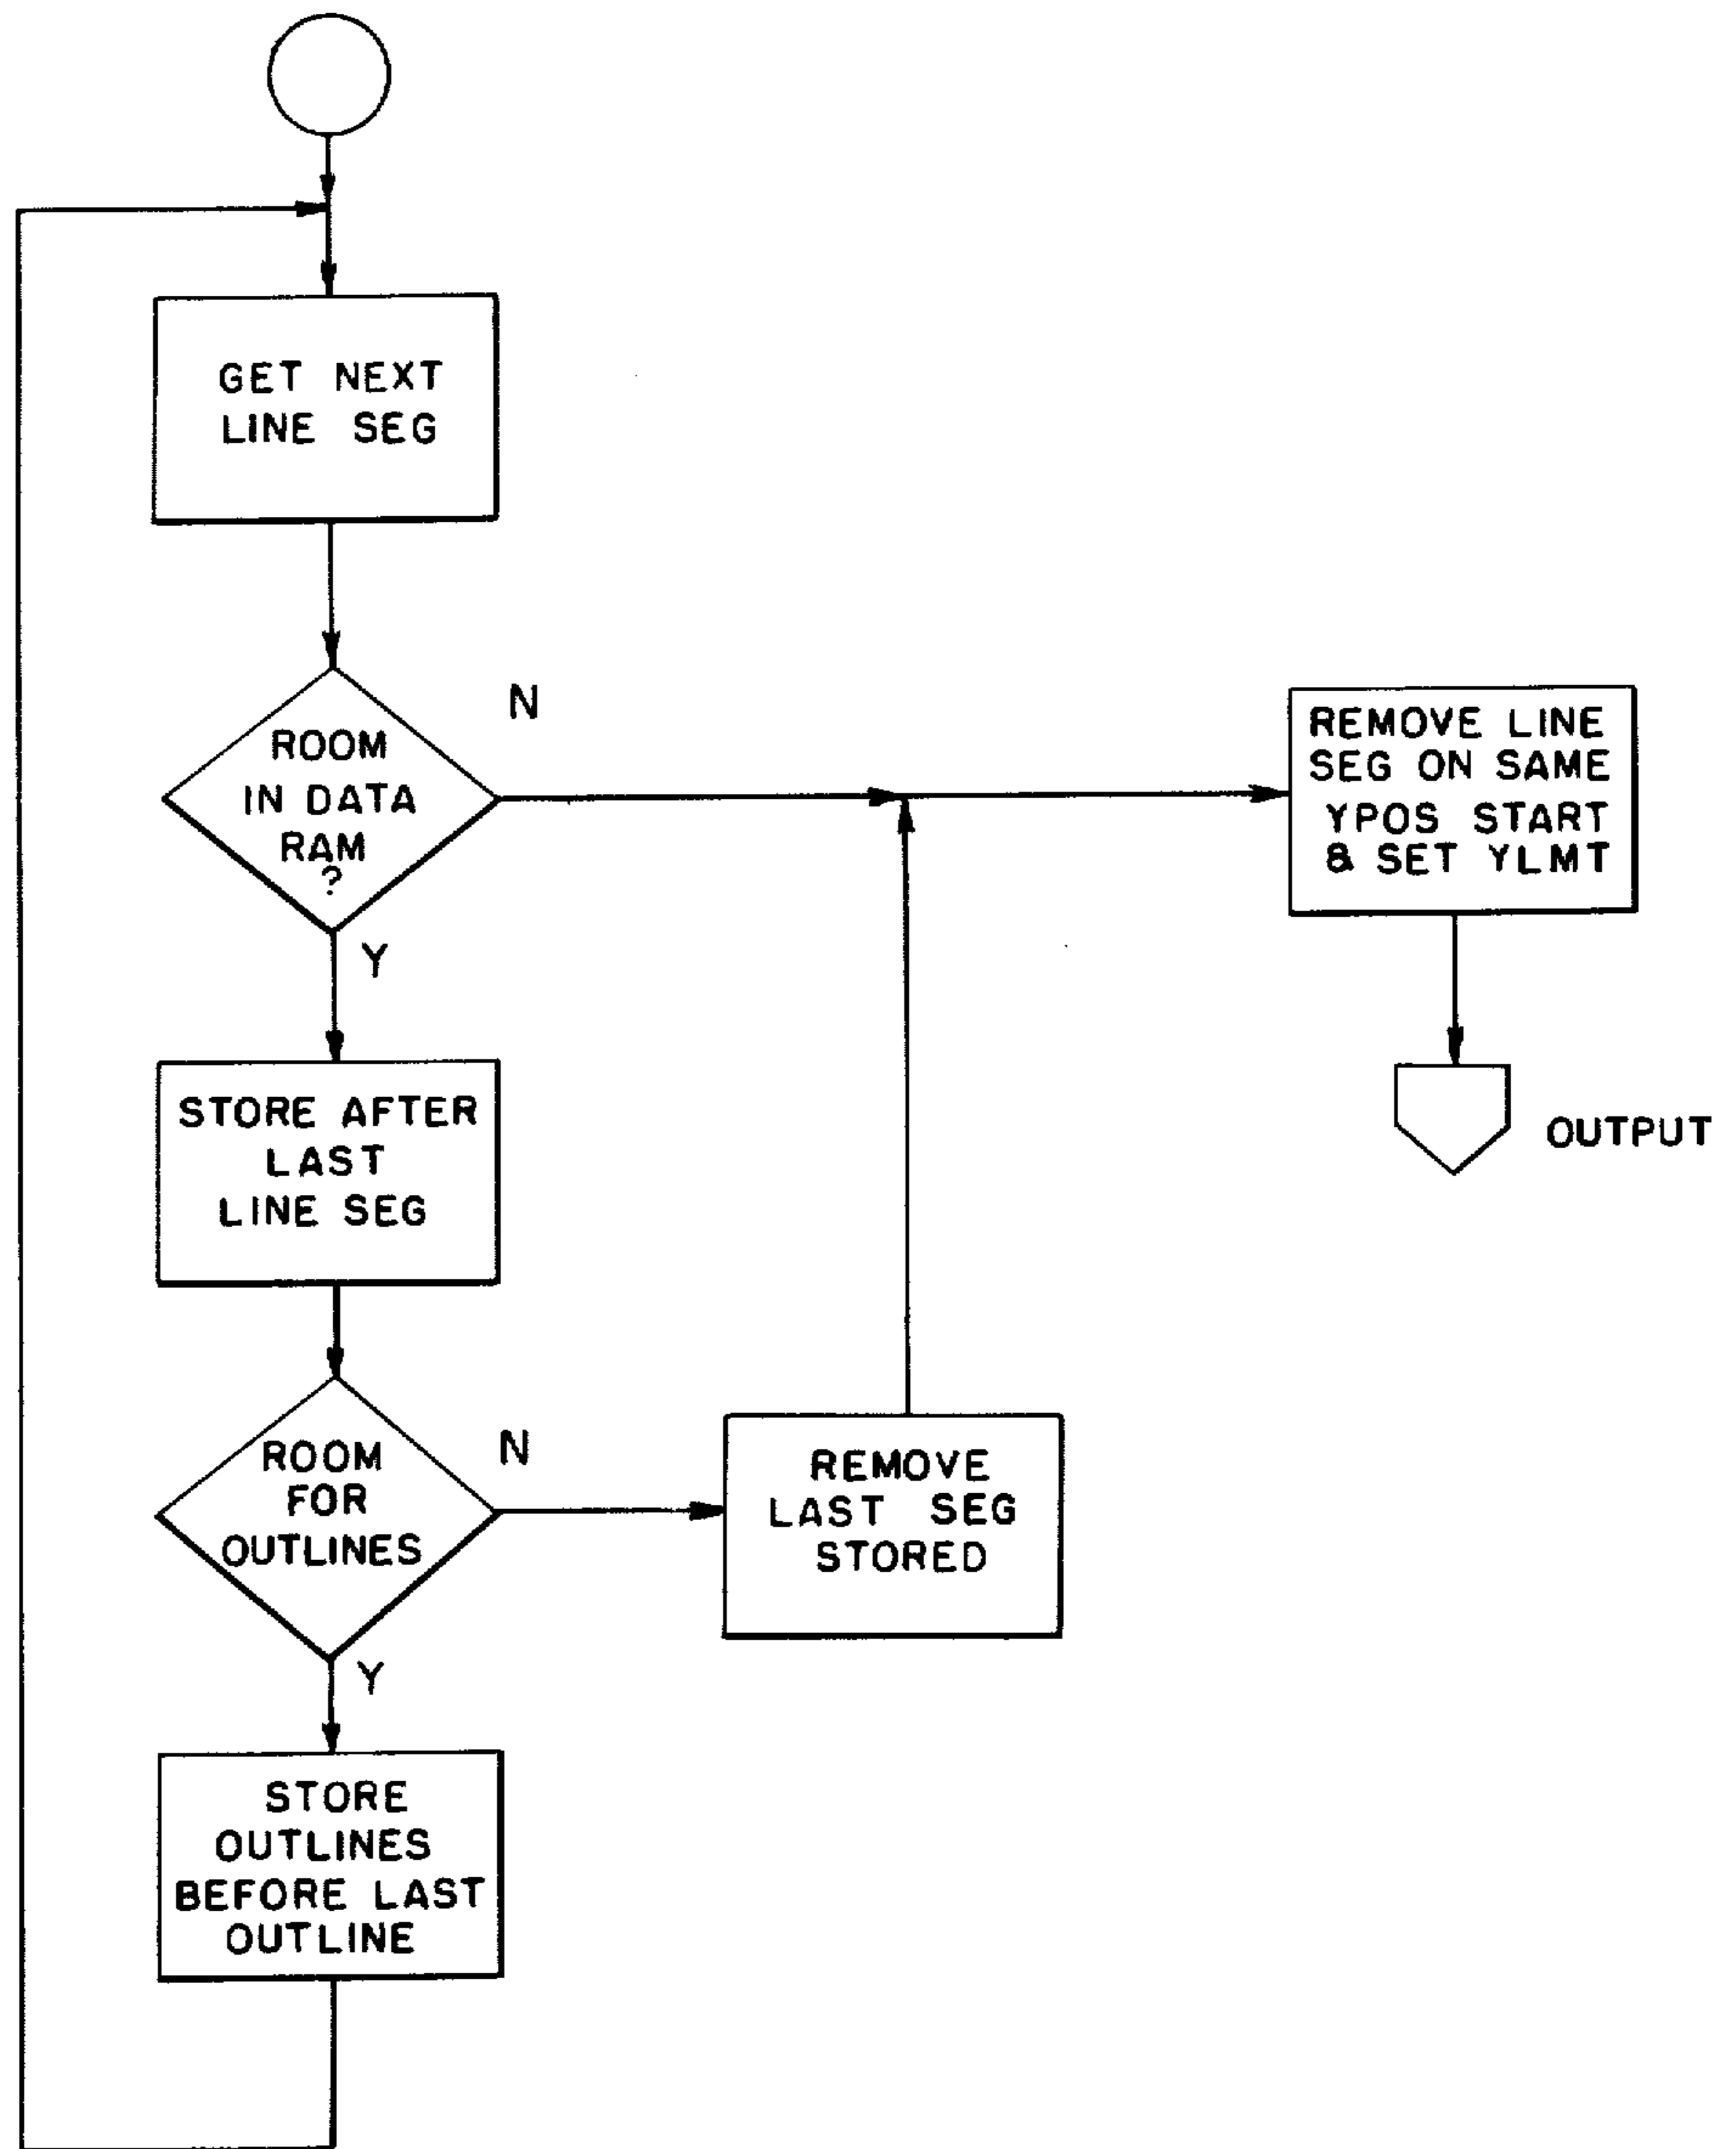 GET NEXT
LINE SEG
ROOM
IN DATA
RAM
?
N
Y
REMOVE LINE
SEG ON SAME
YPOS START
& SET YLMT
OUTPUT
STORE AFTER
LAST
LINE SEG
ROOM
FOR
OUTLINES
N
Y
REMOVE
LAST SEG
STORED
STORE
OUTLINES
BEFORE LAST
OUTLINE